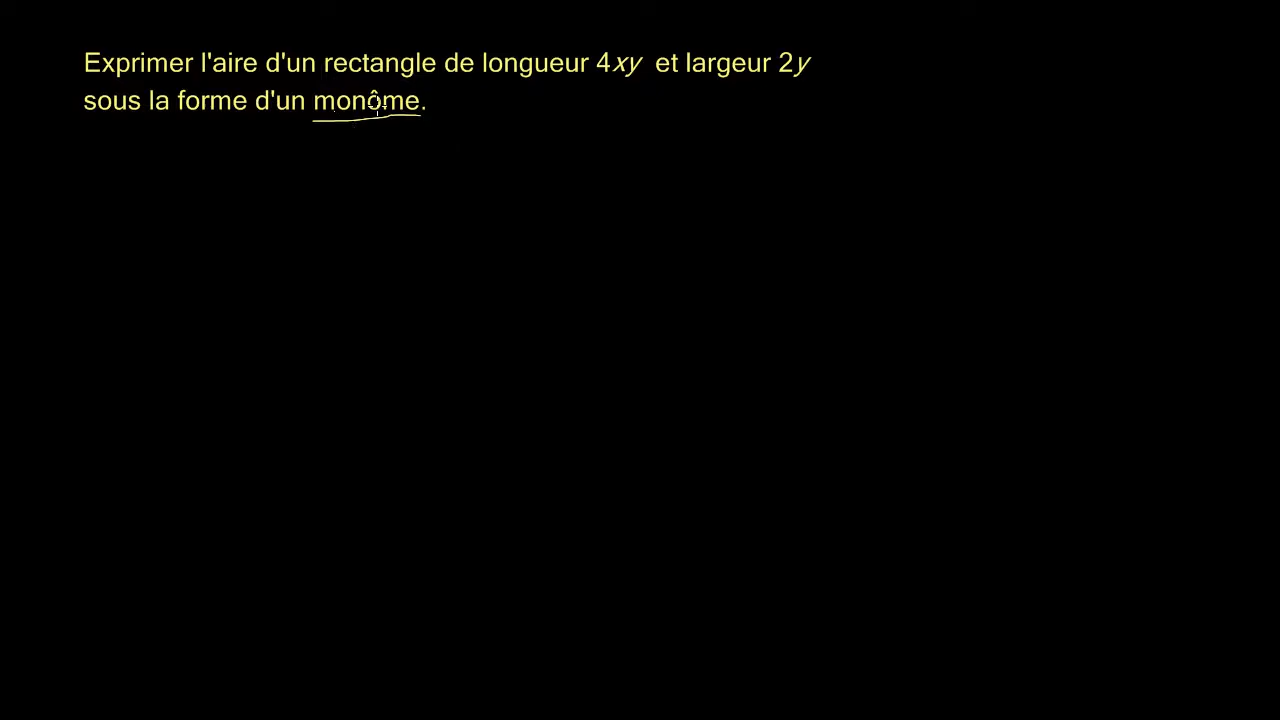 Exprimer l'aire d'un rectangle de longueur 4xy et largeur 2y
sous la forme d'un monôme.